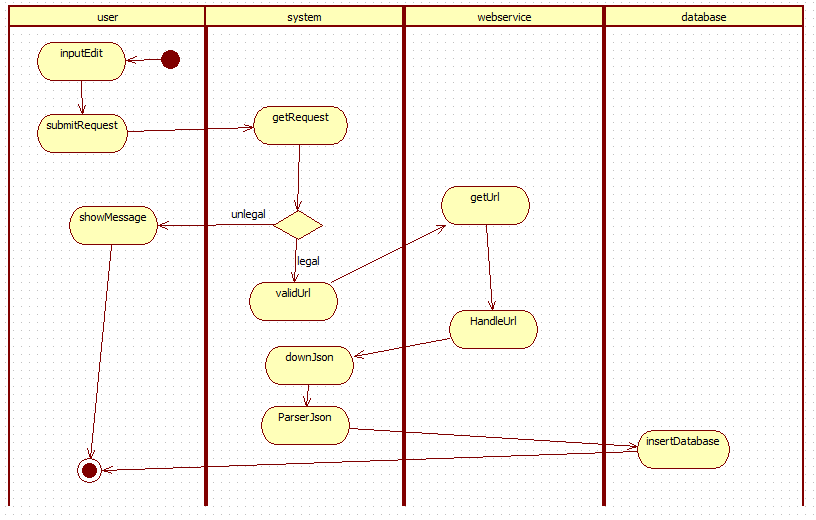 user
system
webservice
database
inputEdit
submitRequest
getRequest
showMessage
unlegal
getUrl
legal
validUrl
HandleUrl
downJson
ParserJson
insertDatabase